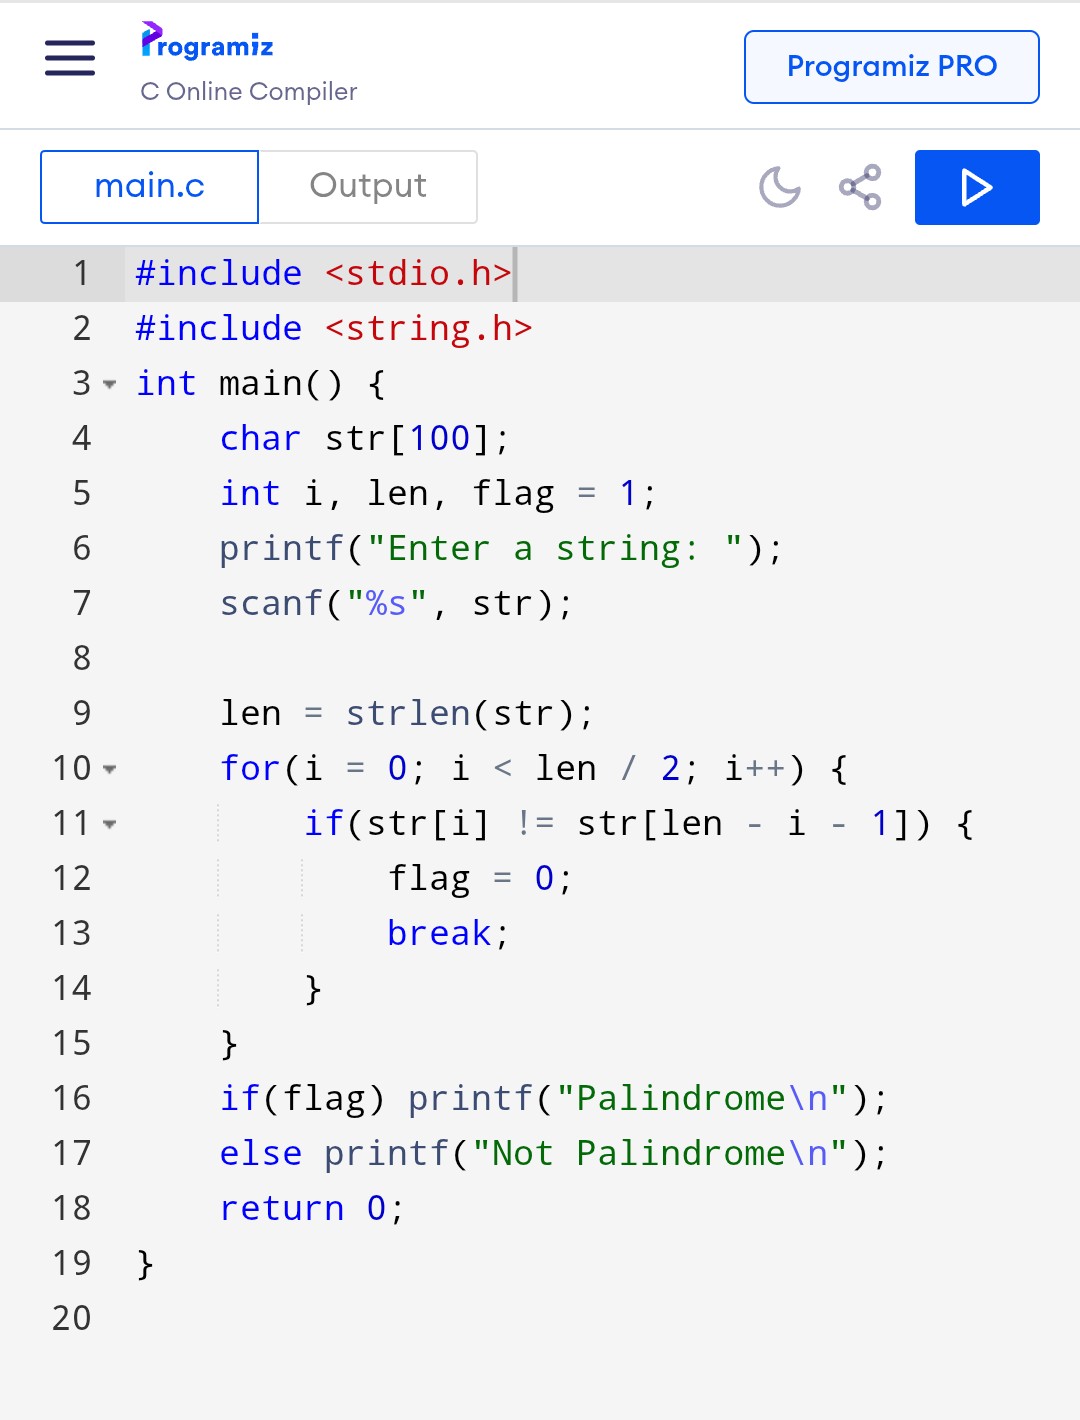 Programiz
C Online Compiler
Programiz PRO
main.c
Output
1 #include <stdio.h>
2 #include <string.h>
3 int main() {
4     char str[100];
5     int i, len, flag = 1;
6     printf("Enter a string: ");
7     scanf("%s", str);
8
9     len = strlen(str);
10     for(i = 0; i < len / 2; i++) {
11         if(str[i] != str[len - i - 1]) {
12             flag = 0;
13             break;
14         }
15     }
16     if(flag) printf("Palindrome\n");
17     else printf("Not Palindrome\n");
18     return 0;
19 }
20